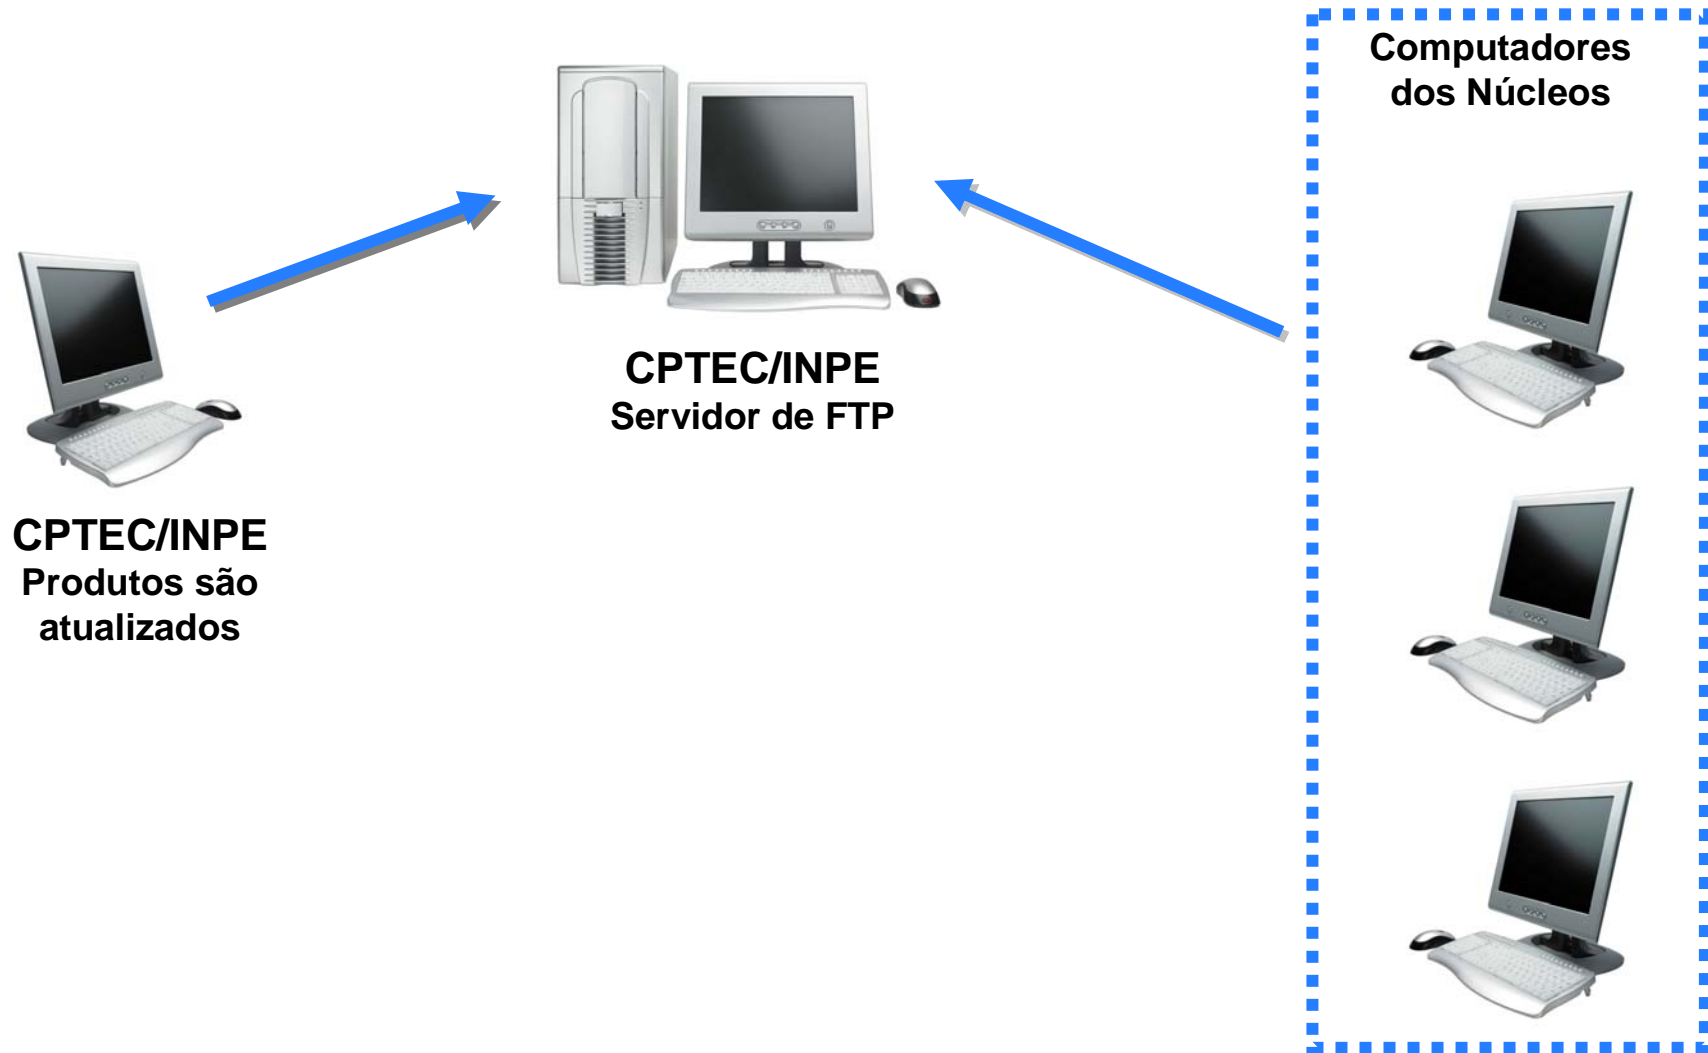 Computadores
dos Núcleos
CPTEC/INPE
Servidor de FTP
CPTEC/INPE
Produtos são
atualizados